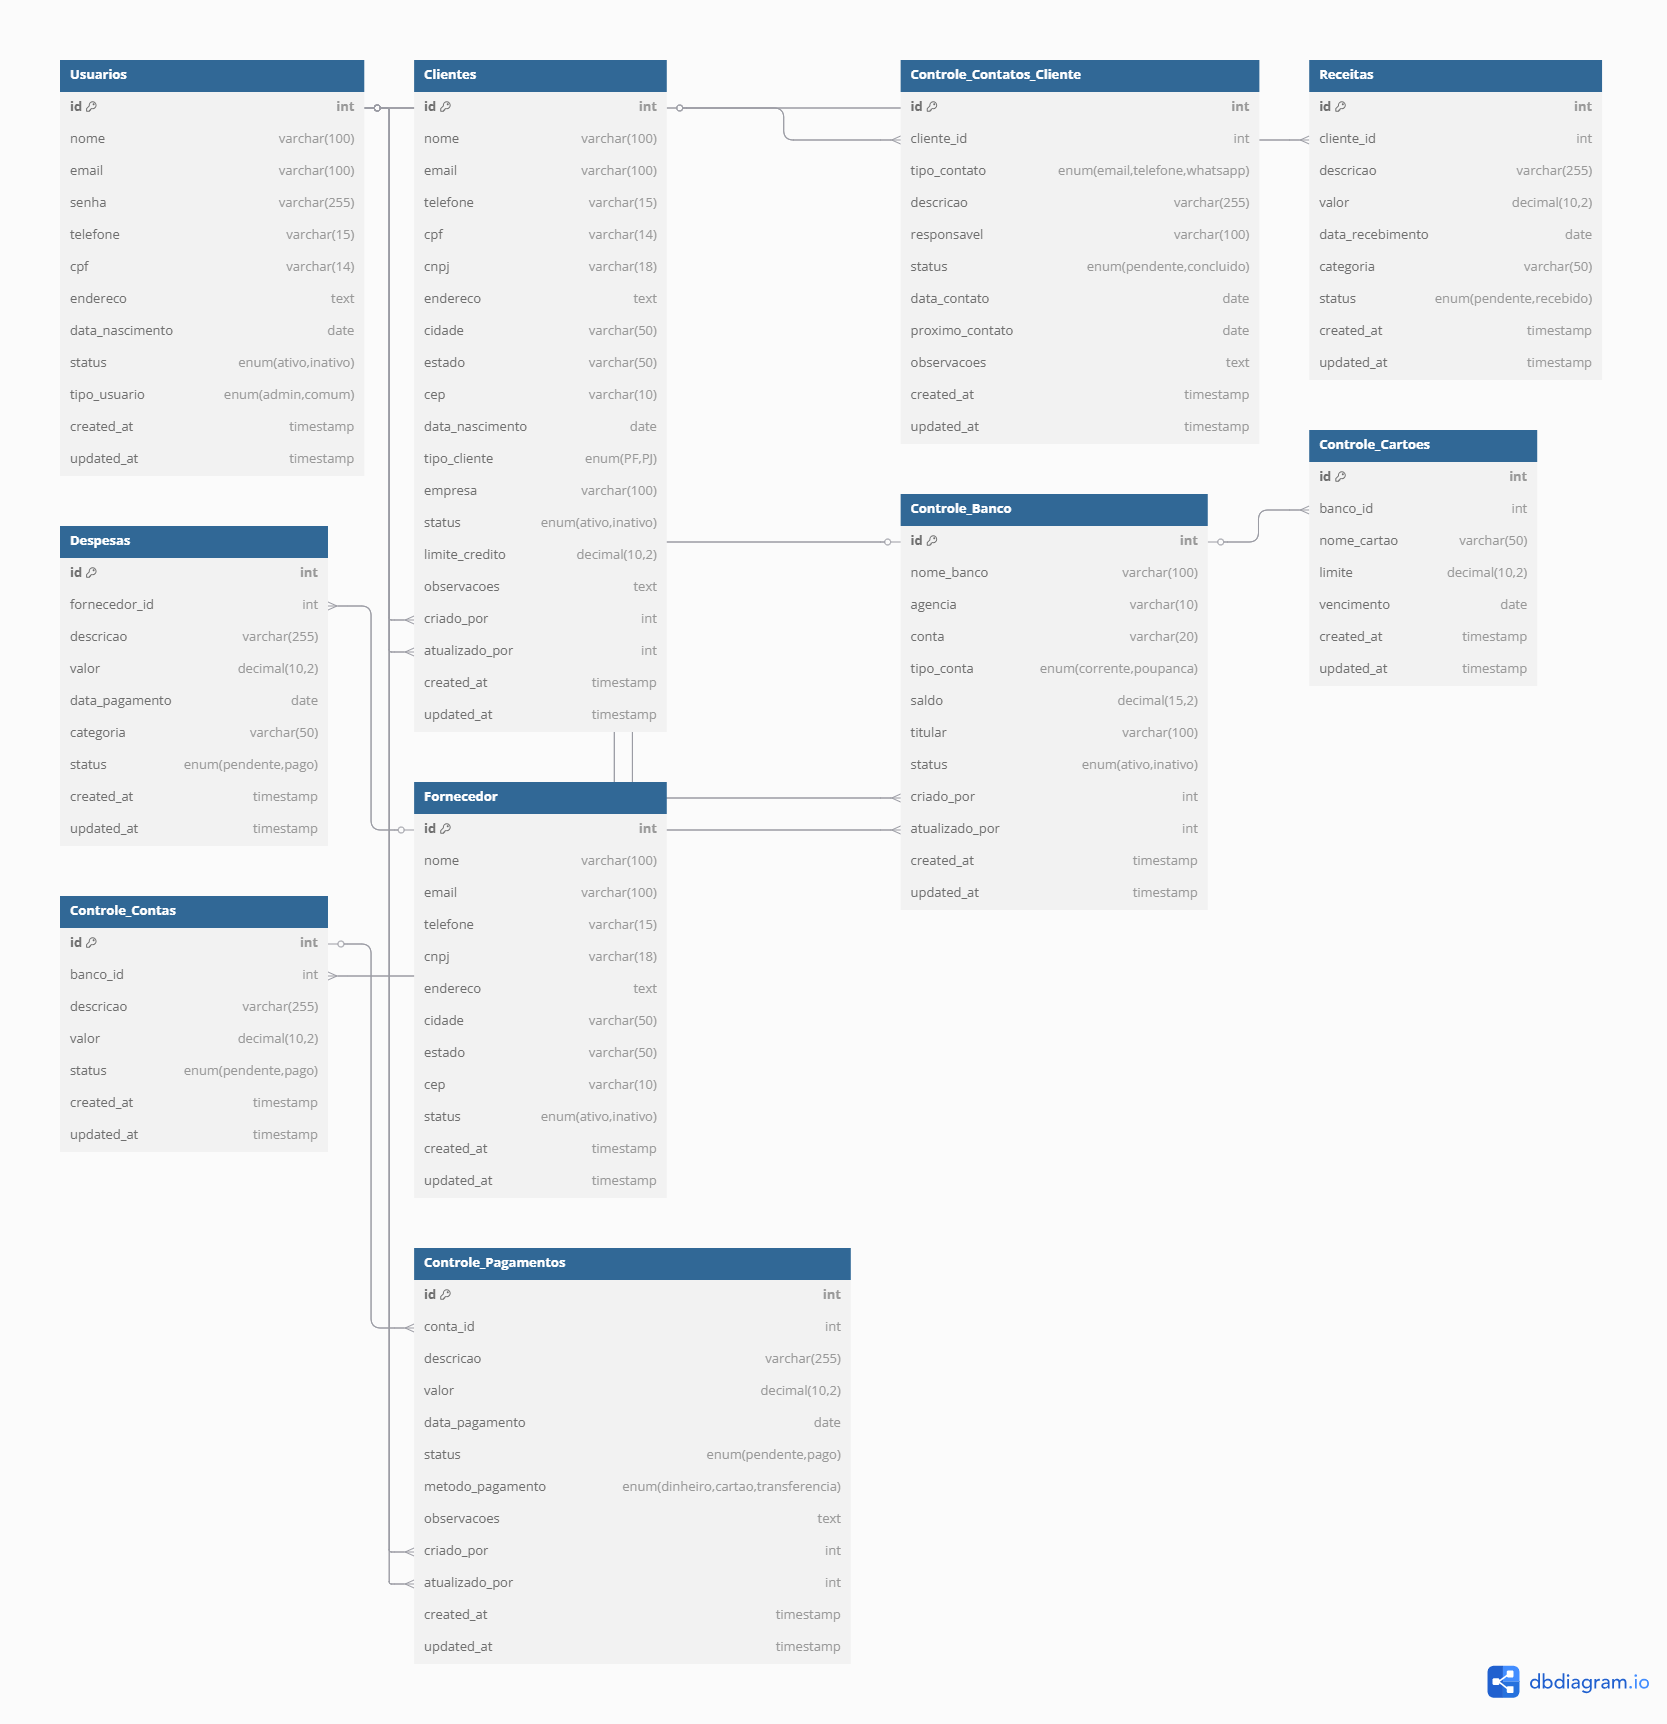 Usuarios
id int
nome varchar(100)
email varchar(100)
senha varchar(255)
telefone varchar(15)
cpf varchar(14)
endereco text
data_nascimento date
status enum(ativo,inativo)
tipo_usuario enum(admin,comum)
created_at timestamp
updated_at timestamp
Clientes
id int
nome varchar(100)
email varchar(100)
telefone varchar(15)
cpf varchar(14)
cnpj varchar(18)
endereco text
cidade varchar(50)
estado varchar(50)
cep varchar(10)
data_nascimento date
tipo_cliente enum(PF,PJ)
empresa varchar(100)
status enum(ativo,inativo)
limite_credito decimal(10,2)
observacoes text
criado_por int
atualizado_por int
created_at timestamp
updated_at timestamp
Controle_Contatos_Cliente
id int
cliente_id int
tipo_contato enum(email,telefone,whatsapp)
descricao varchar(255)
responsavel varchar(100)
status enum(pendente,concluido)
data_contato date
proximo_contato date
observacoes text
created_at timestamp
updated_at timestamp
Receitas
id int
cliente_id int
descricao varchar(255)
valor decimal(10,2)
data_recebimento date
categoria varchar(50)
status enum(pendente,recebido)
created_at timestamp
updated_at timestamp
Controle_Cartoes
id int
banco_id int
nome_cartao varchar(50)
limite decimal(10,2)
vencimento date
created_at timestamp
updated_at timestamp
Controle_Banco
id int
nome_banco varchar(100)
agencia varchar(10)
conta varchar(20)
tipo_conta enum(corrente,poupanca)
saldo decimal(15,2)
titular varchar(100)
status enum(ativo,inativo)
criado_por int
atualizado_por int
created_at timestamp
updated_at timestamp
Despesas
id int
fornecedor_id int
descricao varchar(255)
valor decimal(10,2)
data_pagamento date
categoria varchar(50)
status enum(pendente,pago)
created_at timestamp
updated_at timestamp
Fornecedor
id int
nome varchar(100)
email varchar(100)
telefone varchar(15)
cnpj varchar(18)
endereco text
cidade varchar(50)
estado varchar(50)
cep varchar(10)
status enum(ativo,inativo)
created_at timestamp
updated_at timestamp
Controle_Contas
id int
banco_id int
descricao varchar(255)
valor decimal(10,2)
status enum(pendente,pago)
created_at timestamp
updated_at timestamp
Controle_Pagamentos
id int
conta_id int
descricao varchar(255)
valor decimal(10,2)
data_pagamento date
status enum(pendente,pago)
metodo_pagamento enum(dinheiro,cartao,transferencia)
observacoes text
criado_por int
atualizado_por int
created_at timestamp
updated_at timestamp
dbdiagram.io